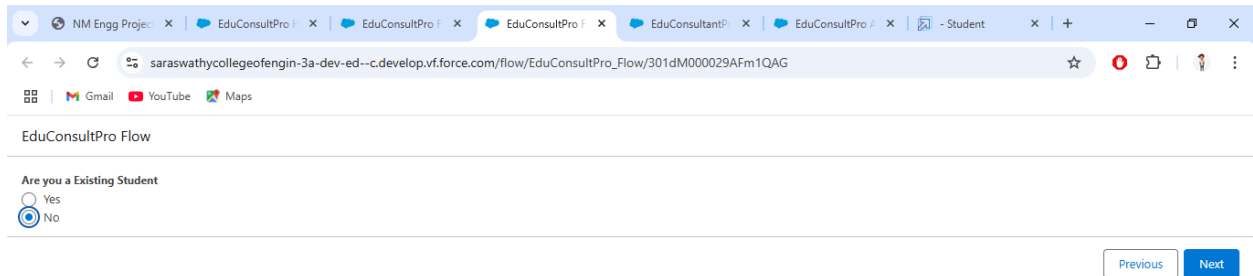 NM Engg Projec
EduConsultPro F
EduConsultPro F
EduConsultPro F
EduConsultantPr
EduConsultPro A
- Student
saraswathycollegeofengin-3a-dev-ed--c.develop.vf.force.com/flow/EduConsultPro_Flow/301dM000029AFm1QAG
Gmail YouTube Maps
EduConsultPro Flow
Are you a Existing Student
Yes
No
Previous Next